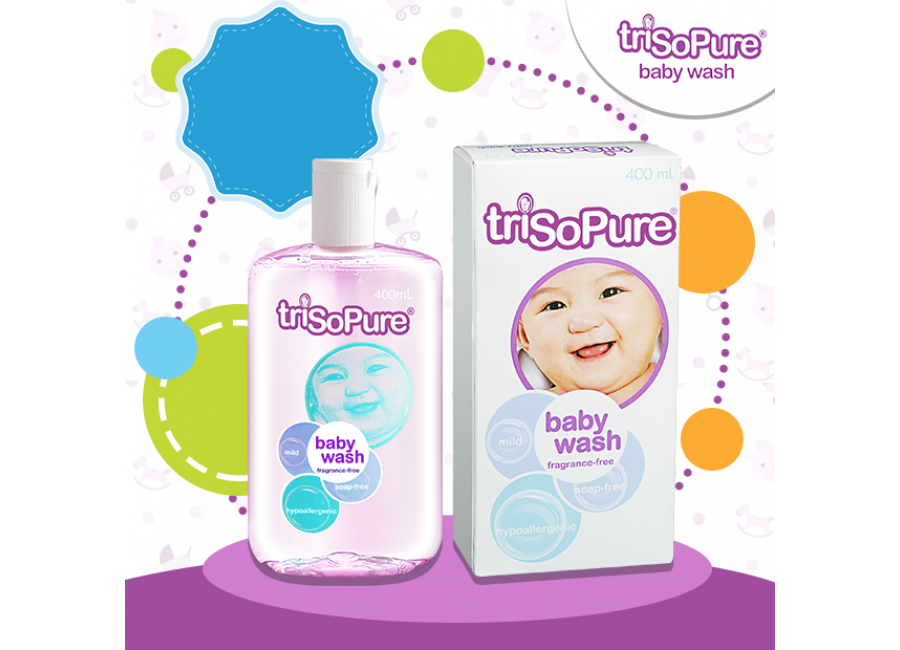 triSoPure®
baby wash
triSoPure
400 mL
triSoPure®
baby
wash
fragrance-free
mild
soap-free
hypoallergenic
400mL
triSoPure®
baby
wash
fragrance-free
mild
soap-free
hypoallergenic